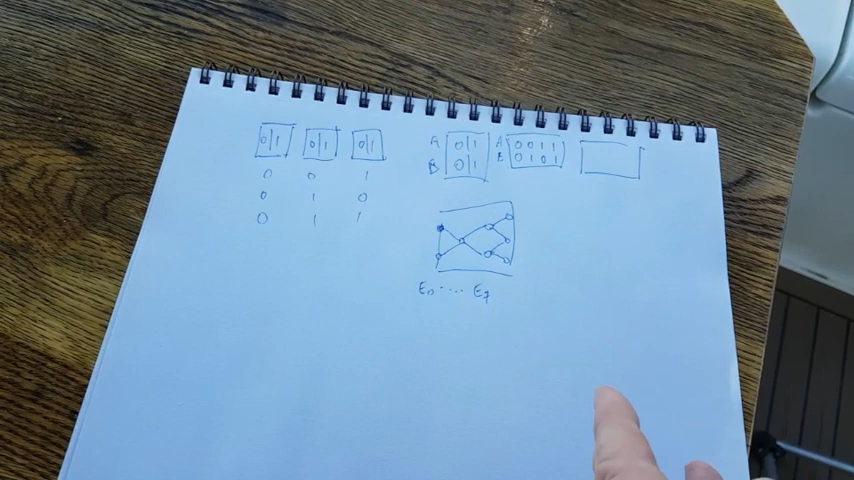 0|1 0|1 0|1
0 0 1
0 1 0
0 1 1
A 0|1
B 0|1
A 0 0 1 1
B 0 1 0 1
E0 .... E7